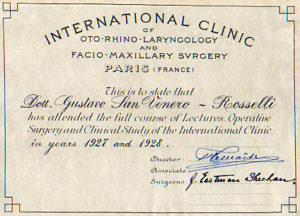 INTERNATIONAL CLINIC
OF
OTO-RHINO-LARYNGOLOGY
AND
FACIO-MAXILLARY SVRGERY
PARIS (FRANCE)
This is to state that
Dott. Gustavo San Venero ~ Rosselli
has attended the full course of Lectures, Operative
Surgery and Clinical Study of the International Clinic
in years 1927 and 1928.
Director
Associate
Surgeons J. Eastman Sheehan